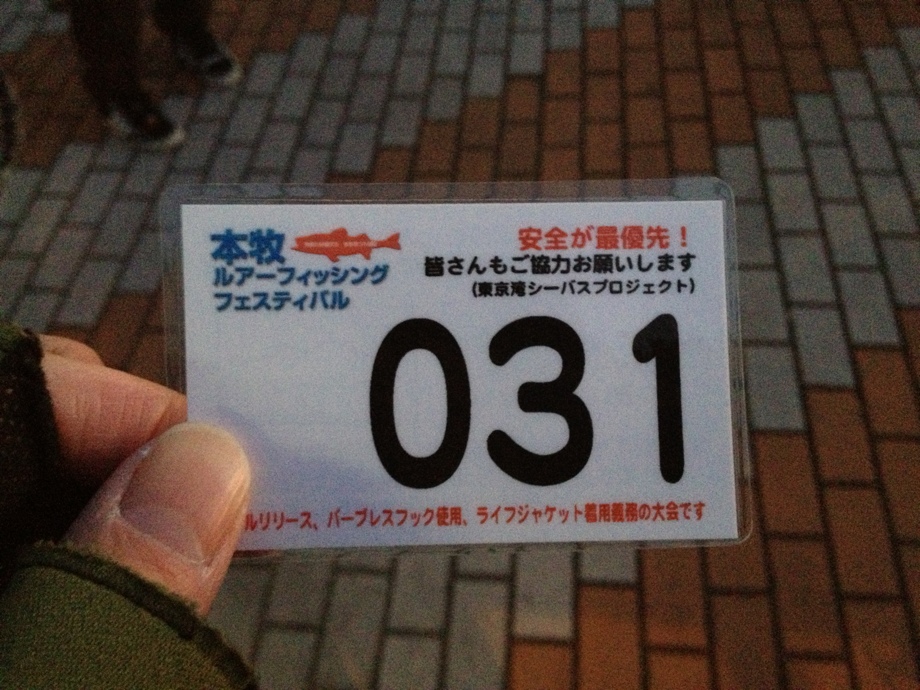 本牧
ルアーフィッシング
フェスティバル
安全が最優先！
皆さんもご協力お願いします
(東京湾シーバスプロジェクト)
031
ルリリース、バーブレスフック使用、ライフジャケット着用義務の大会です